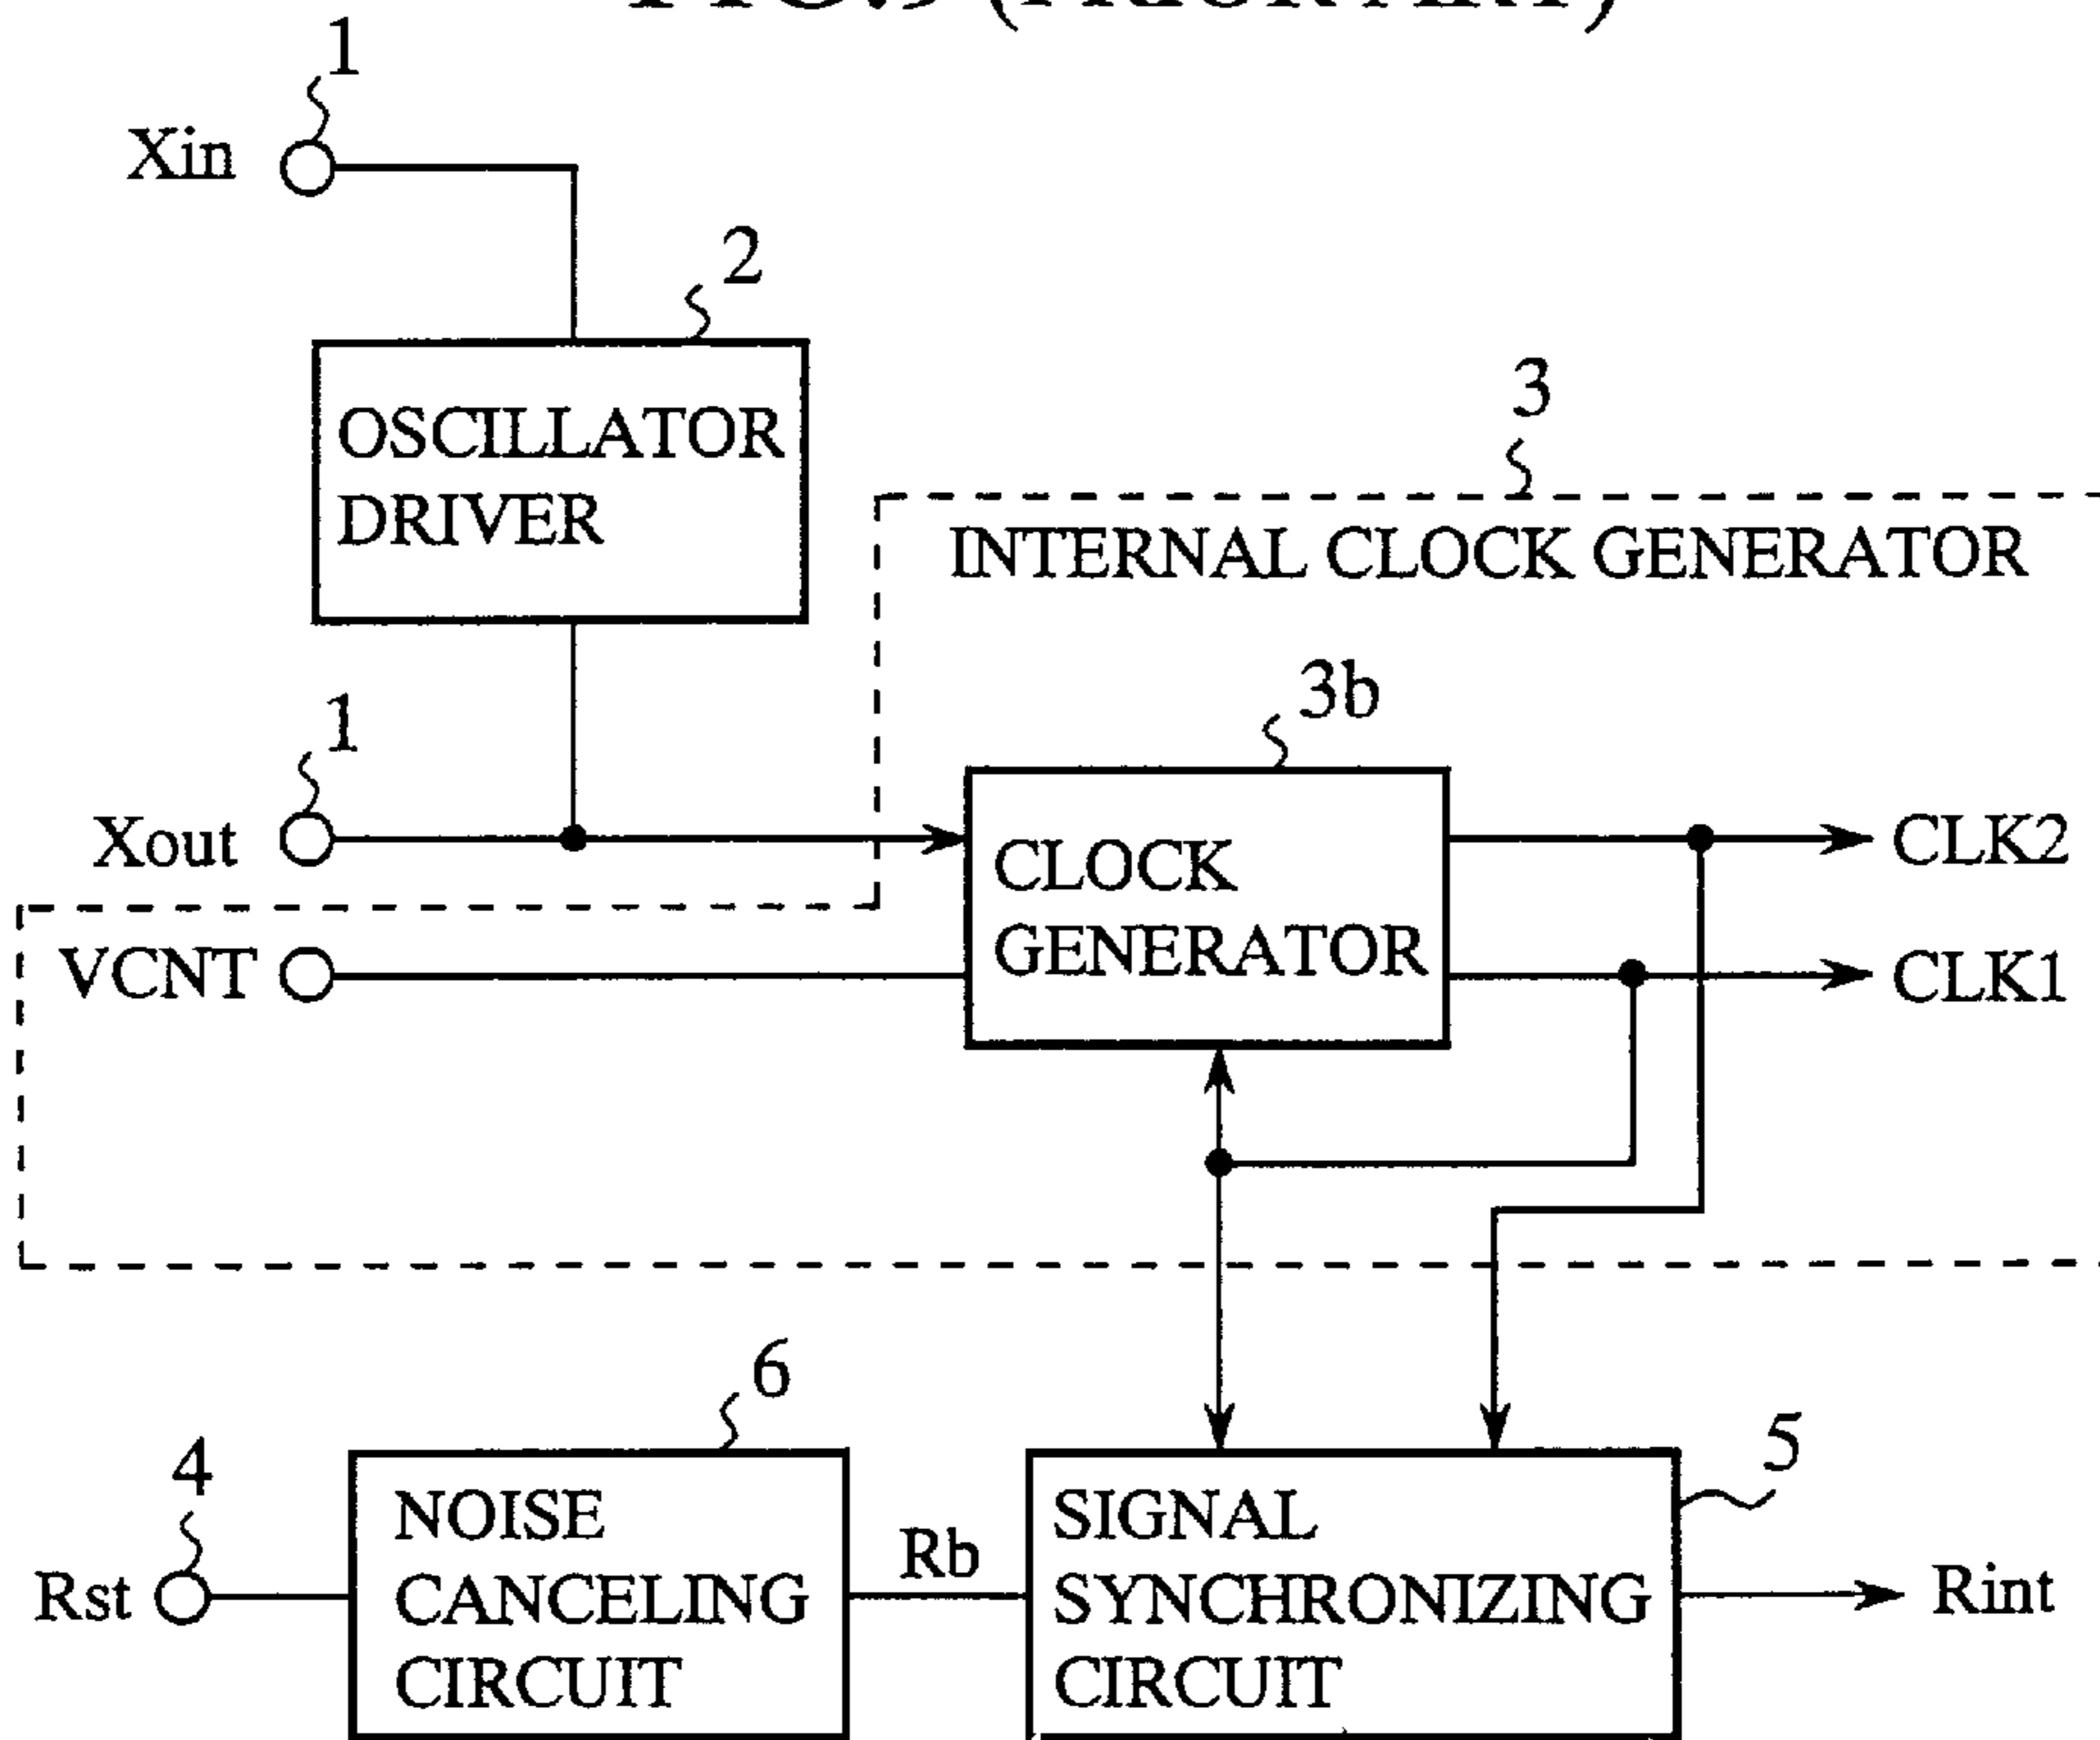 1
Xin
2
OSCILLATOR
DRIVER
3
INTERNAL CLOCK GENERATOR
3b
1
Xout
CLOCK
GENERATOR
CLK2
VCNT
CLK1
6
4
5
NOISE
CANCELING
CIRCUIT
Rst
Rb
SIGNAL
SYNCHRONIZING
CIRCUIT
Rint